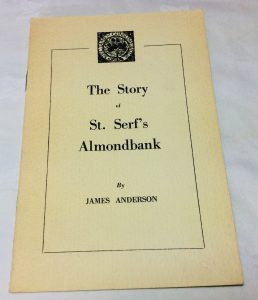 The Story
of
St. Serf's
Almondbank
By
JAMES ANDERSON